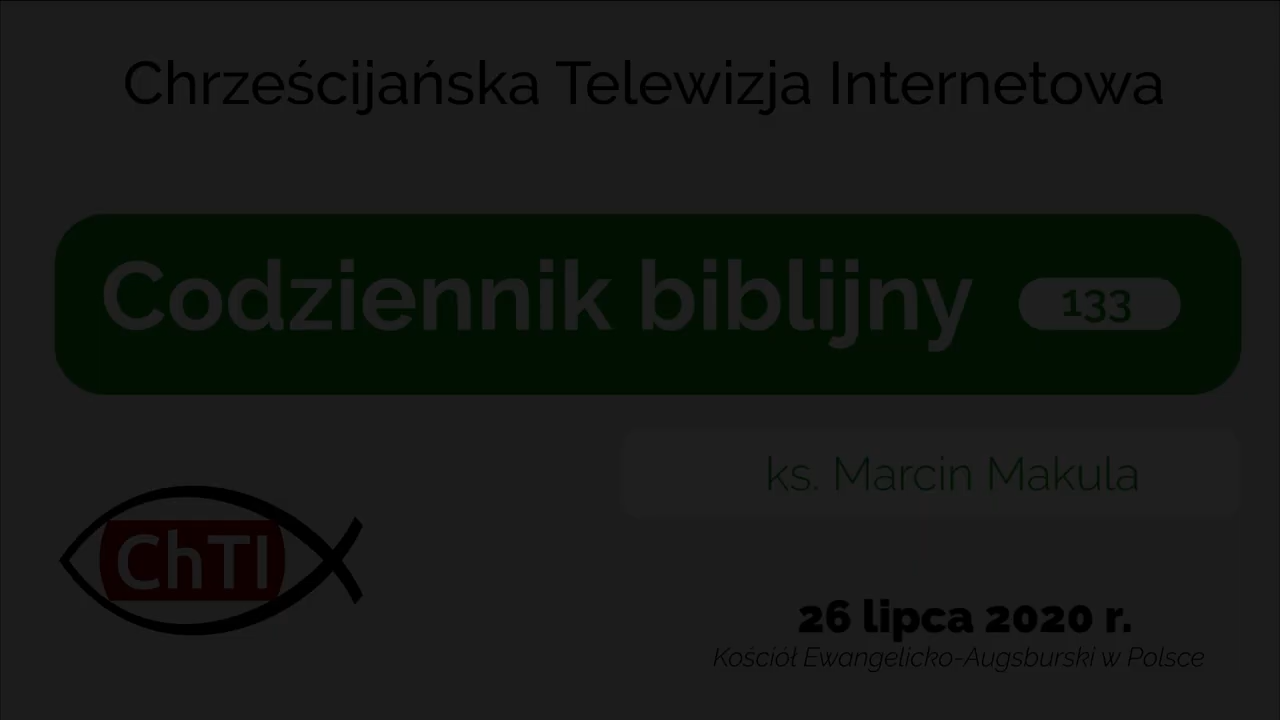 Chrześcijańska Telewizja Internetowa
Codziennik biblijny 133
ks. Marcin Makula
ChTI
26 lipca 2020 r.
Kościół Ewangelicko-Augsburski w Polsce